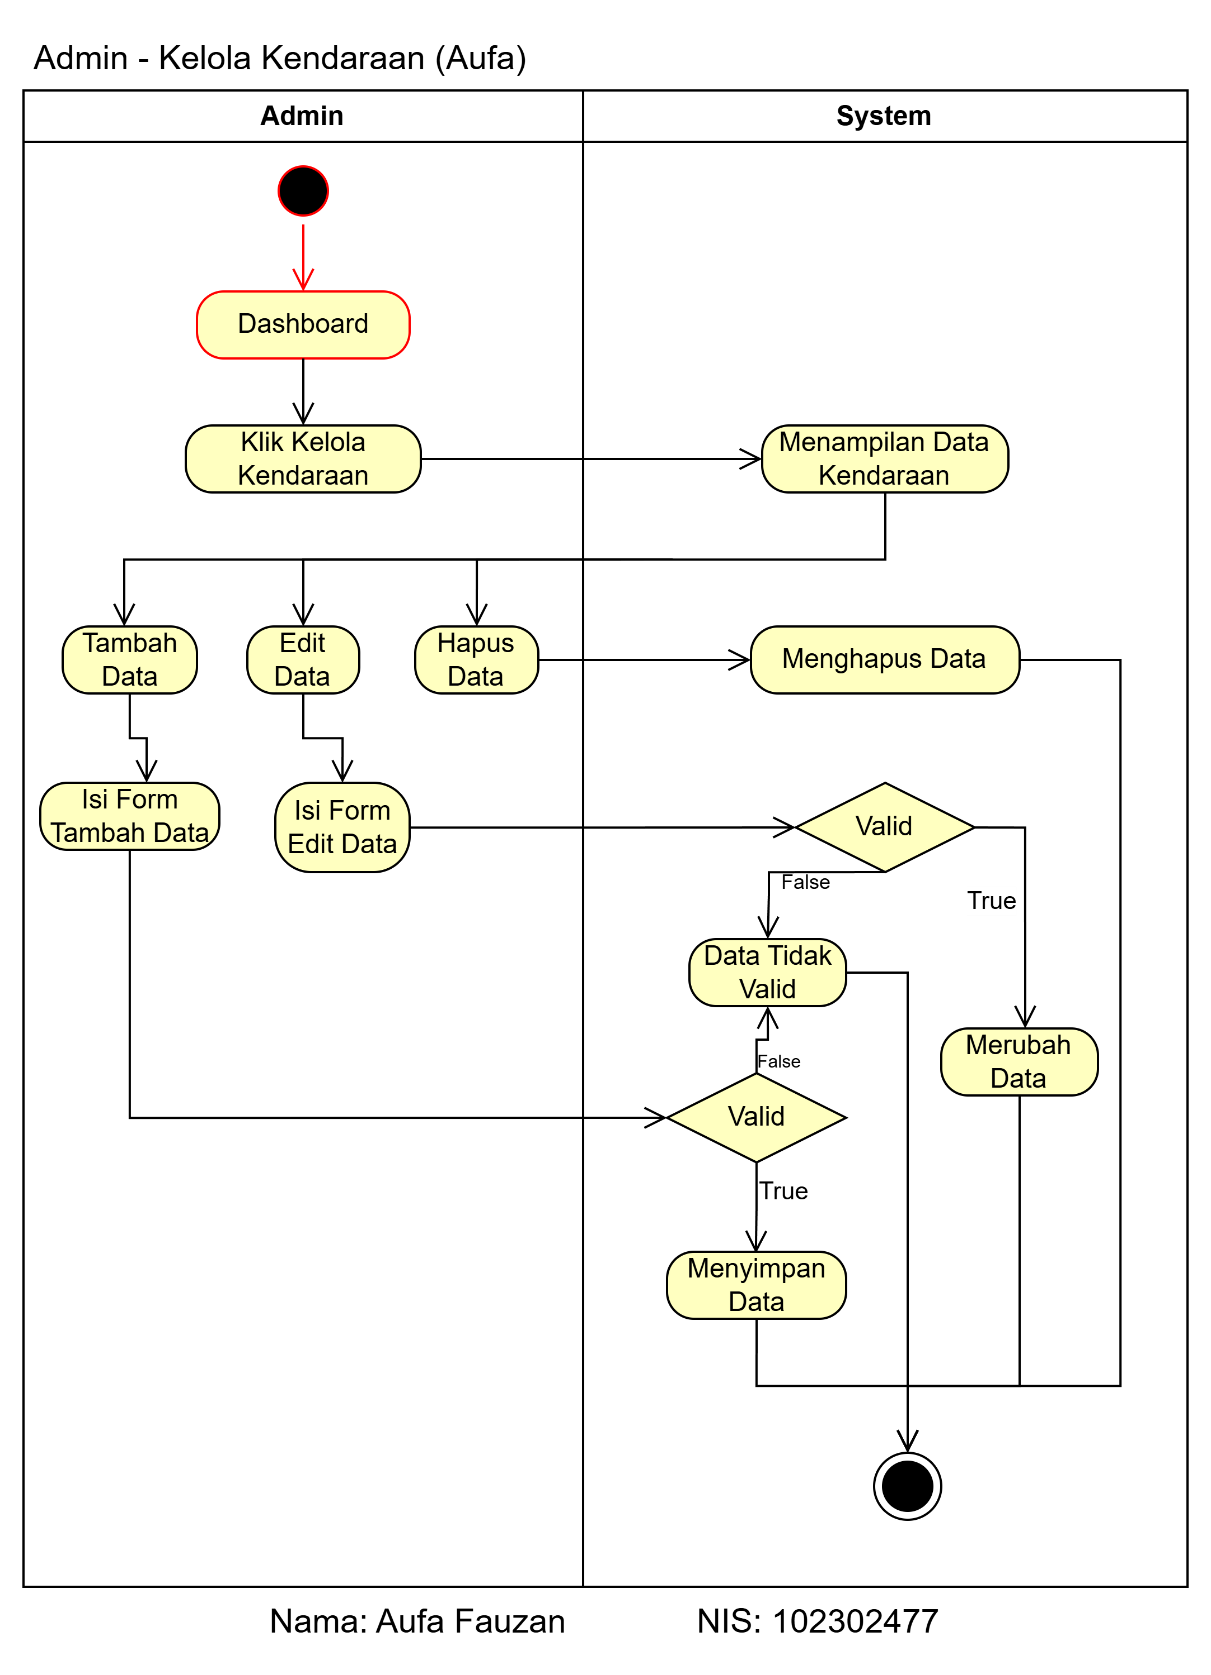 Admin - Kelola Kendaraan (Aufa)
Admin
System
Dashboard
Klik Kelola
Kendaraan
Menampilan Data
Kendaraan
Tambah
Data
Edit
Data
Hapus
Data
Menghapus Data
Isi Form
Tambah Data
Isi Form
Edit Data
Valid
False
True
Data Tidak
Valid
Merubah
Data
False
Valid
True
Menyimpan
Data
Nama: Aufa Fauzan
NIS: 102302477